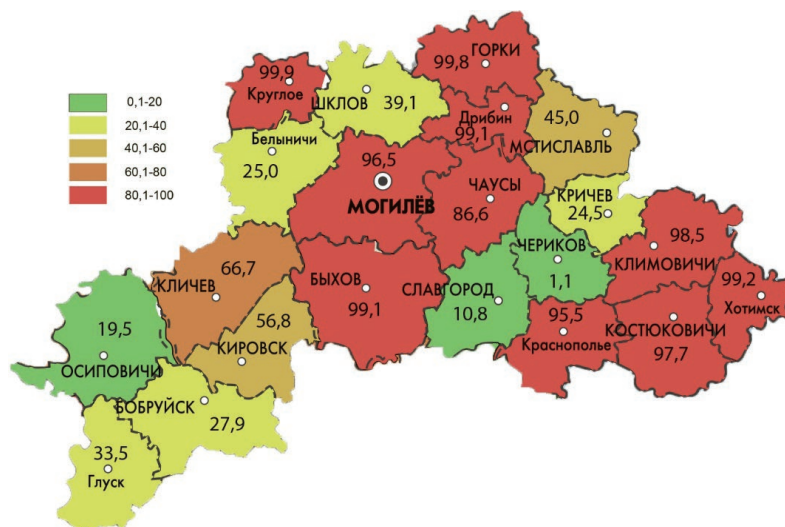 0,1-20
20,1-40
40,1-60
60,1-80
80,1-100
99,9
Круглое
ШКЛОВ
39,1
ГОРКИ
99,8
Дрибин
99,1
45,0
МСТИСЛАВЛЬ
Белыничи
25,0
96,5
МОГИЛЁВ
ЧАУСЫ
86,6
КРИЧЕВ
24,5
ЧЕРИКОВ
1,1
98,5
КЛИМОВИЧИ
99,2
Хотимск
КЛИЧЕВ
66,7
БЫХОВ
99,1
СЛАВГОРОД
10,8
95,5
Краснополье
КОСТЮКОВИЧИ
97,7
19,5
ОСИПОВИЧИ
56,8
КИРОВСК
БОБРУЙСК
27,9
33,5
Глуск